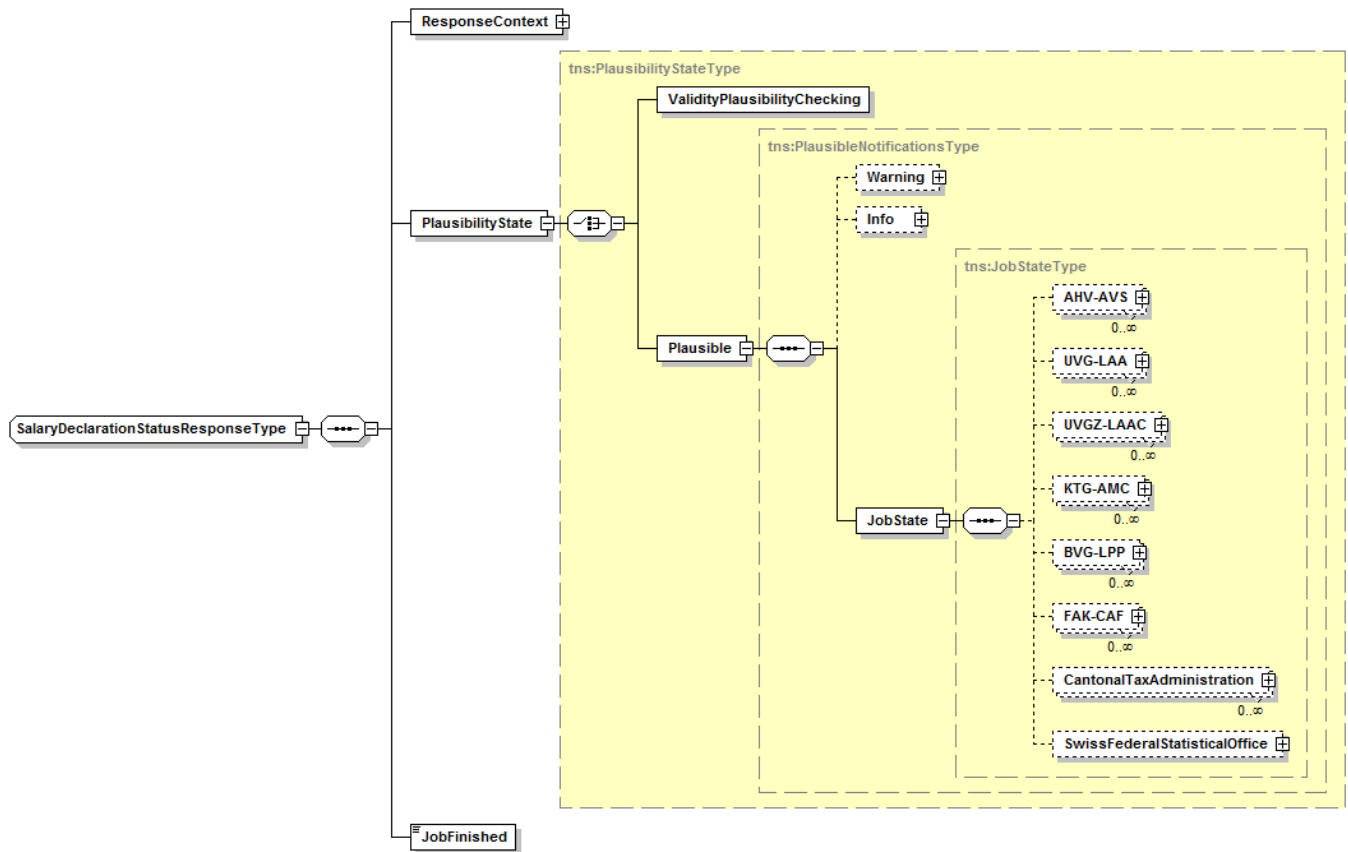 ResponseContext
tns:PlausibilityStateType
ValidityPlausibilityChecking
tns:PlausibleNotificationsType
Warning
Info
PlausibilityState
tns:JobStateType
AHV-AVS
0..∞
Plausible
UVG-LAA
0..∞
SalaryDeclarationStatusResponseType
UVGZ-LAAC
0..∞
KTG-AMC
0..∞
JobState
BVG-LPP
0..∞
FAK-CAF
0..∞
CantonalTaxAdministration
0..∞
SwissFederalStatisticalOffice
JobFinished